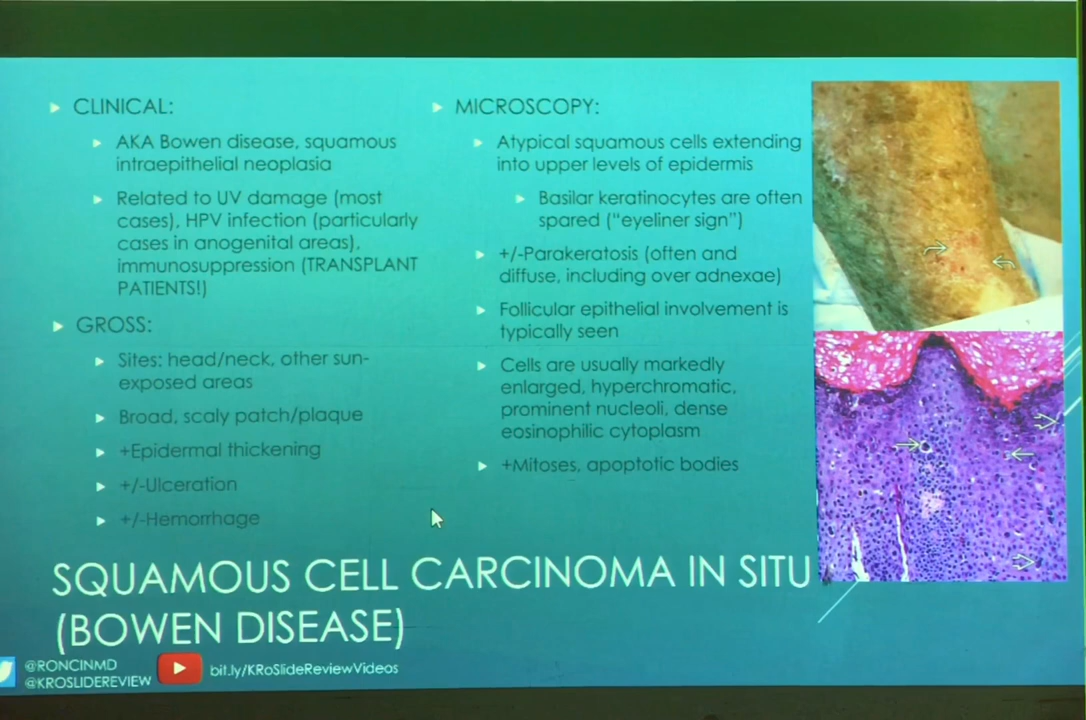 CLINICAL:
AKA Bowen disease, squamous
intraepithelial neoplasia
Related to UV damage (most
cases), HPV infection (particularly
cases in anogenital areas),
immunosuppression (TRANSPLANT
PATIENTS!)
GROSS:
Sites: head/neck, other sun-
exposed areas
Broad, scaly patch/plaque
+Epidermal thickening
+/-Ulceration
+/-Hemorrhage
MICROSCOPY:
Atypical squamous cells extending
into upper levels of epidermis
Basilar keratinocytes are often
spared ("eyeliner sign")
+/-Parakeratosis (often and
diffuse, including over adnexae)
Follicular epithelial involvement is
typically seen
Cells are usually markedly
enlarged, hyperchromatic,
prominent nucleoli, dense
eosinophilic cytoplasm
+Mitoses, apoptotic bodies
SQUAMOUS CELL CARCINOMA IN SITU
(BOWEN DISEASE)
@RONCINMD
@KROSLIDEREVIEW
bit.ly/KRoSlideReviewVideos